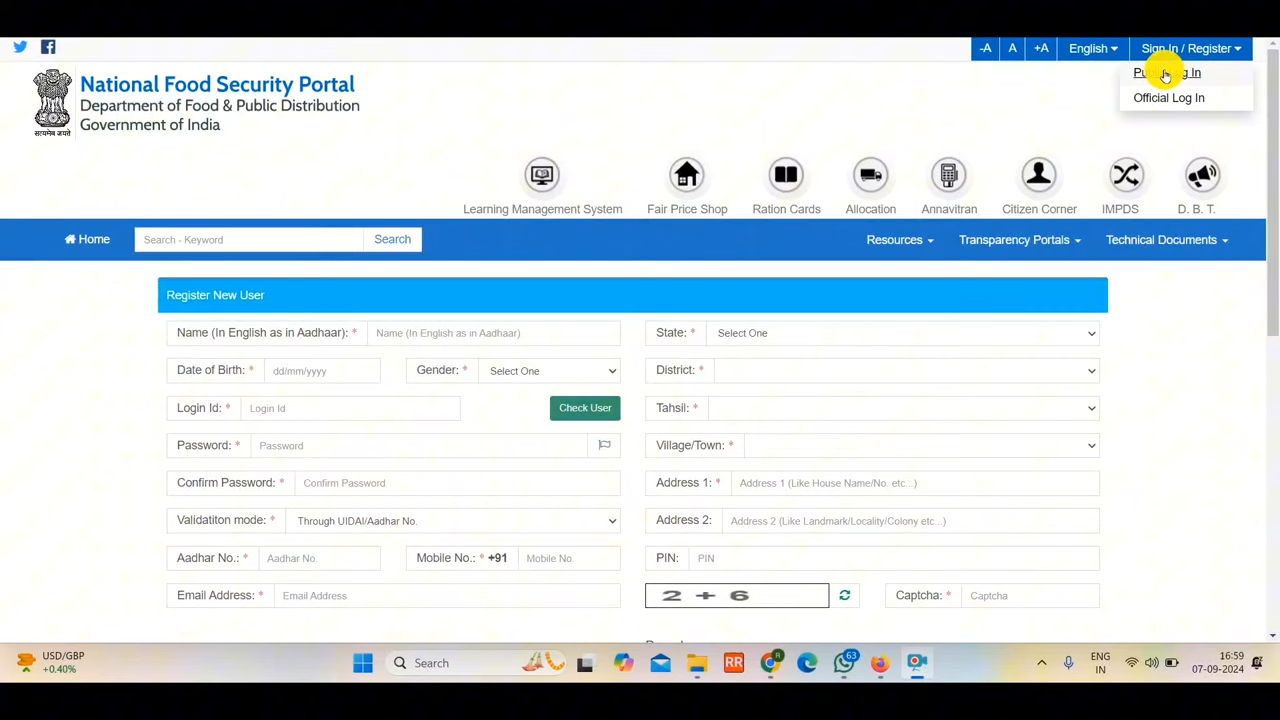 -A A +A English Sign In / Register
Log In
Official Log In
National Food Security Portal
Department of Food & Public Distribution
Government of India
सत्यमेव जयते
Learning Management System Fair Price Shop Ration Cards Allocation Annavitran Citizen Corner IMPDS D. B. T.
Home Search - Keyword Search Resources Transparency Portals Technical Documents
Register New User
Name (In English as in Aadhaar): * Name (In English as in Aadhaar) State: * Select One
Date of Birth: * dd/mm/yyyy Gender: * Select One District: *
Login Id: * Login Id Check User Tahsil: *
Password: * Password Village/Town: *
Confirm Password: * Confirm Password Address 1: * Address 1 (Like House Name/No. etc...)
Validatiton mode: * Through UIDAI/Aadhar No. Address 2: Address 2 (Like Landmark/Locality/Colony etc...)
Aadhar No.: * Aadhar No. Mobile No.: * +91 Mobile No. PIN: PIN
Email Address: * Email Address 2 + 6 Captcha: * Captcha
USD/GBP
+0.40%
Search
RR
R
63
ENG
IN
16:59
07-09-2024